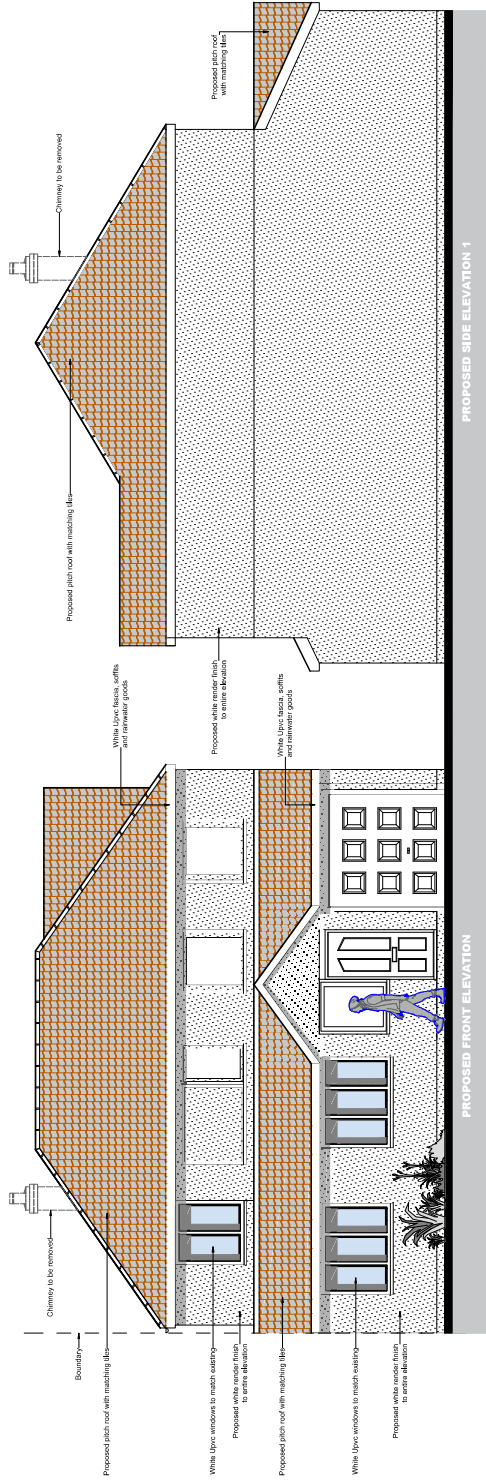 Boundary
Chimney to be removed
Proposed pitch roof with matching tiles
White Upvc windows to match existing
Proposed white render finish
to entire elevation
Proposed pitch roof with matching tiles
White Upvc windows to match existing
Proposed white render finish
to entire elevation
White Upvc fascia, soffits
and rainwater goods
White Upvc fascia, soffits
and rainwater goods
PROPOSED FRONT ELEVATION
Proposed pitch roof with matching tiles
Chimney to be removed
Proposed white render finish
to entire elevation
Proposed pitch roof
with matching tiles
PROPOSED SIDE ELEVATION 1